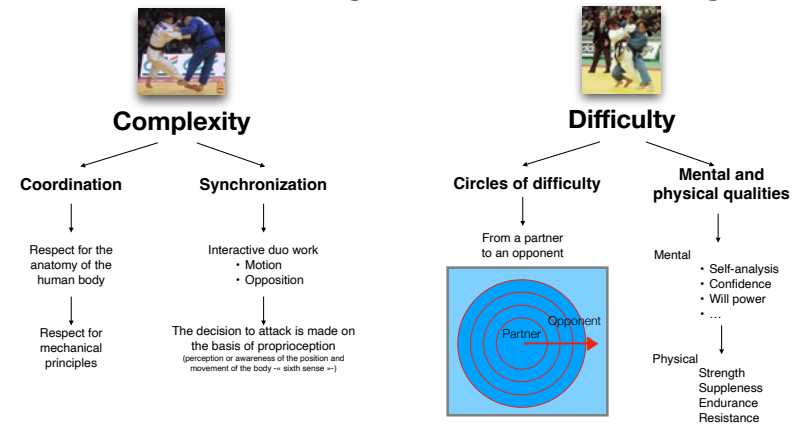 Complexity
Coordination
Synchronization
Respect for the
anatomy of the
human body
Interactive duo work
• Motion
• Opposition
Respect for
mechanical
principles
The decision to attack is made on
the basis of proprioception
(perception or awareness of the position and
movement of the body -« sixth sense »-)
Difficulty
Circles of difficulty
Mental and
physical qualities
From a partner
to an opponent
Opponent
Partner
Mental
• Self-analysis
• Confidence
• Will power
• ...
Physical
Strength
Suppleness
Endurance
Resistance